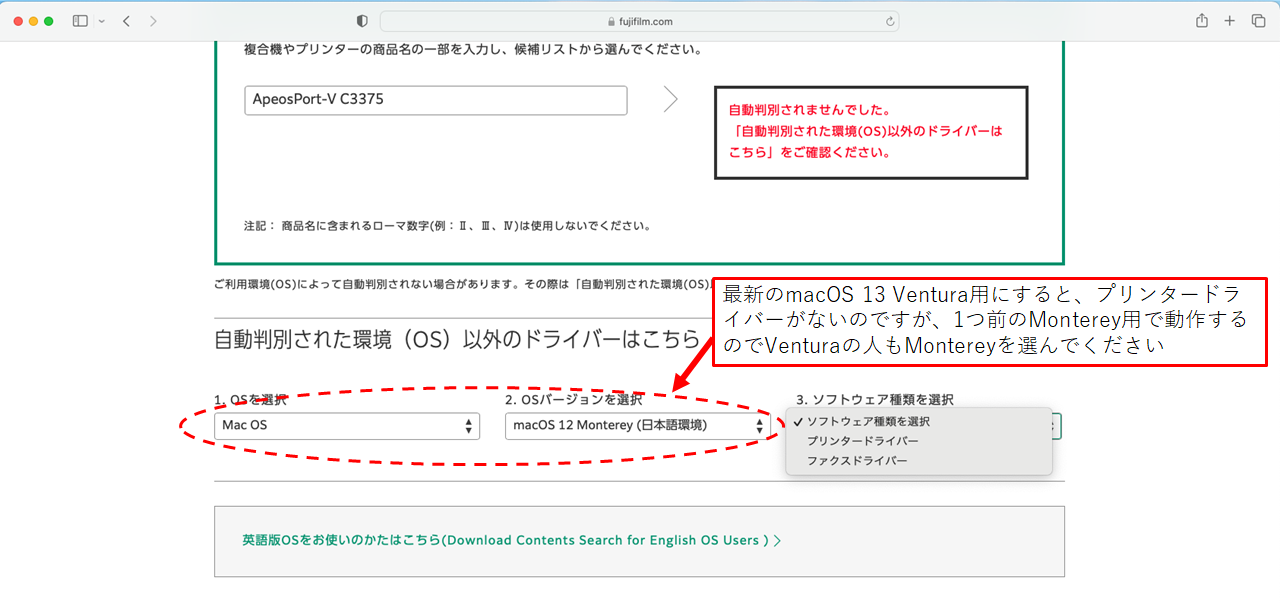 fujifilm.com
複合機やプリンターの商品名の一部を入力し、候補リストから選んでください。
ApeosPort-V C3375
自動判別されませんでした。
「自動判別された環境(OS)以外のドライバーは
こちら」をご確認ください。
注記： 商品名に含まれるローマ数字(例：Ⅱ、Ⅲ、Ⅳ)は使用しないでください。
ご利用環境(OS)によって自動判別されない場合があります。その際は「自動判別された環境(OS)
最新のmacOS 13 Ventura用にすると、プリンタードラ
イバーがないのですが、1つ前のMonterey用で動作する
のでVenturaの人もMontereyを選んでください
自動判別された環境（OS）以外のドライバーはこちら
1. OSを選択
2. OSバージョンを選択
3. ソフトウェア種類を選択
Mac OS
macOS 12 Monterey (日本語環境)
✓ ソフトウェア種類を選択
プリンタードライバー
ファクスドライバー
英語版OSをお使いのかたはこちら(Download Contents Search for English OS Users )